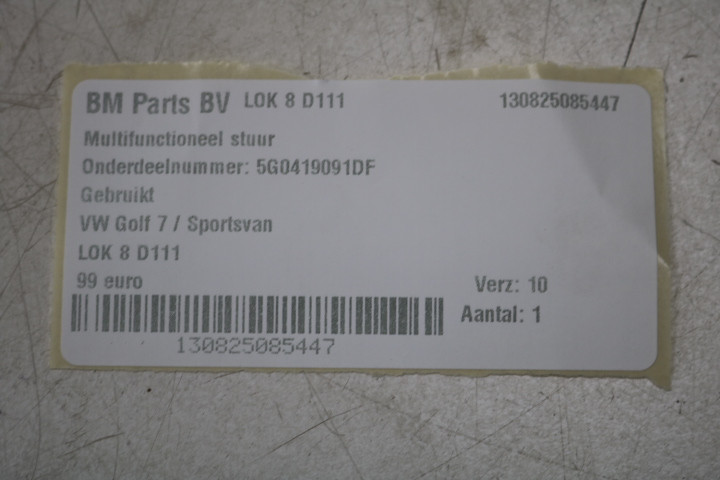 BM Parts BV LOK 8 D111 130825085447
Multifunctioneel stuur
Onderdeelnummer: 5G0419091DF
Gebruikt
VW Golf 7 / Sportsvan
LOK 8 D111
99 euro Verz: 10
Aantal: 1
130825085447